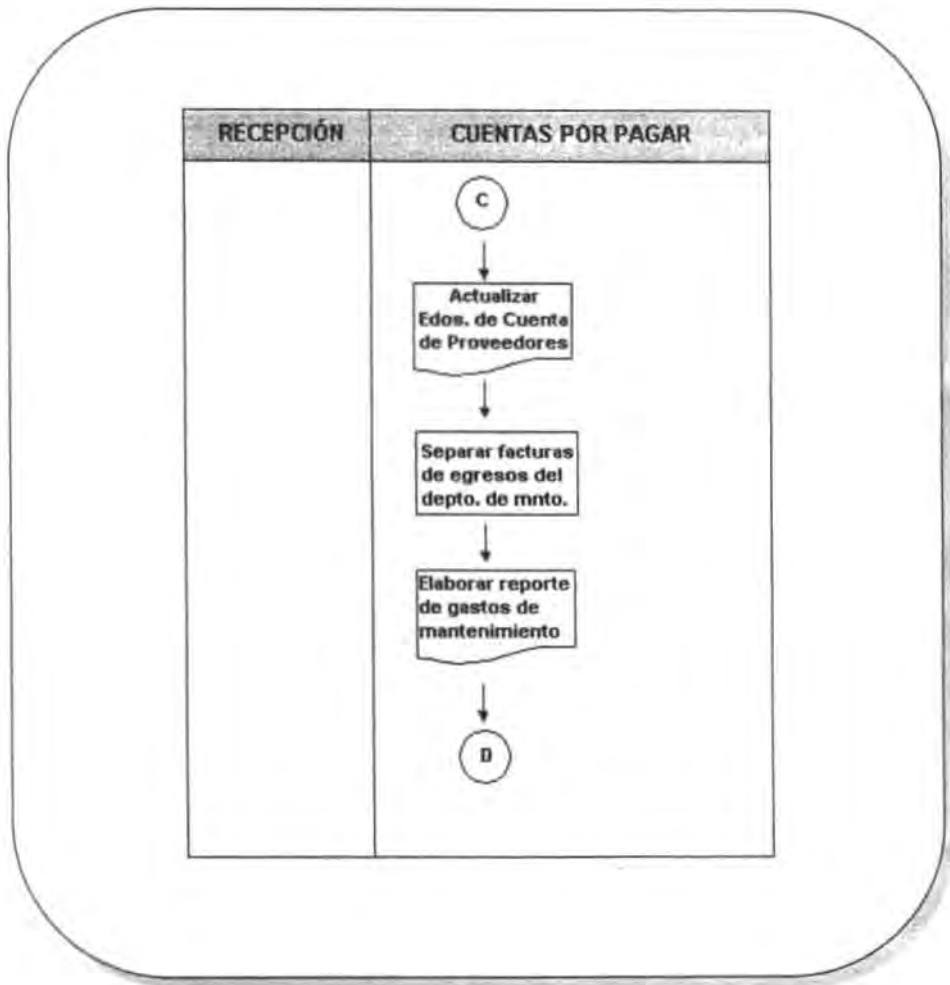 RECEPCIÓN
CUENTAS POR PAGAR
C
Actualizar
Edos. de Cuenta
de Proveedores
Separar facturas
de egresos del
depto. de mnto.
Elaborar reporte
de gastos de
mantenimiento
D